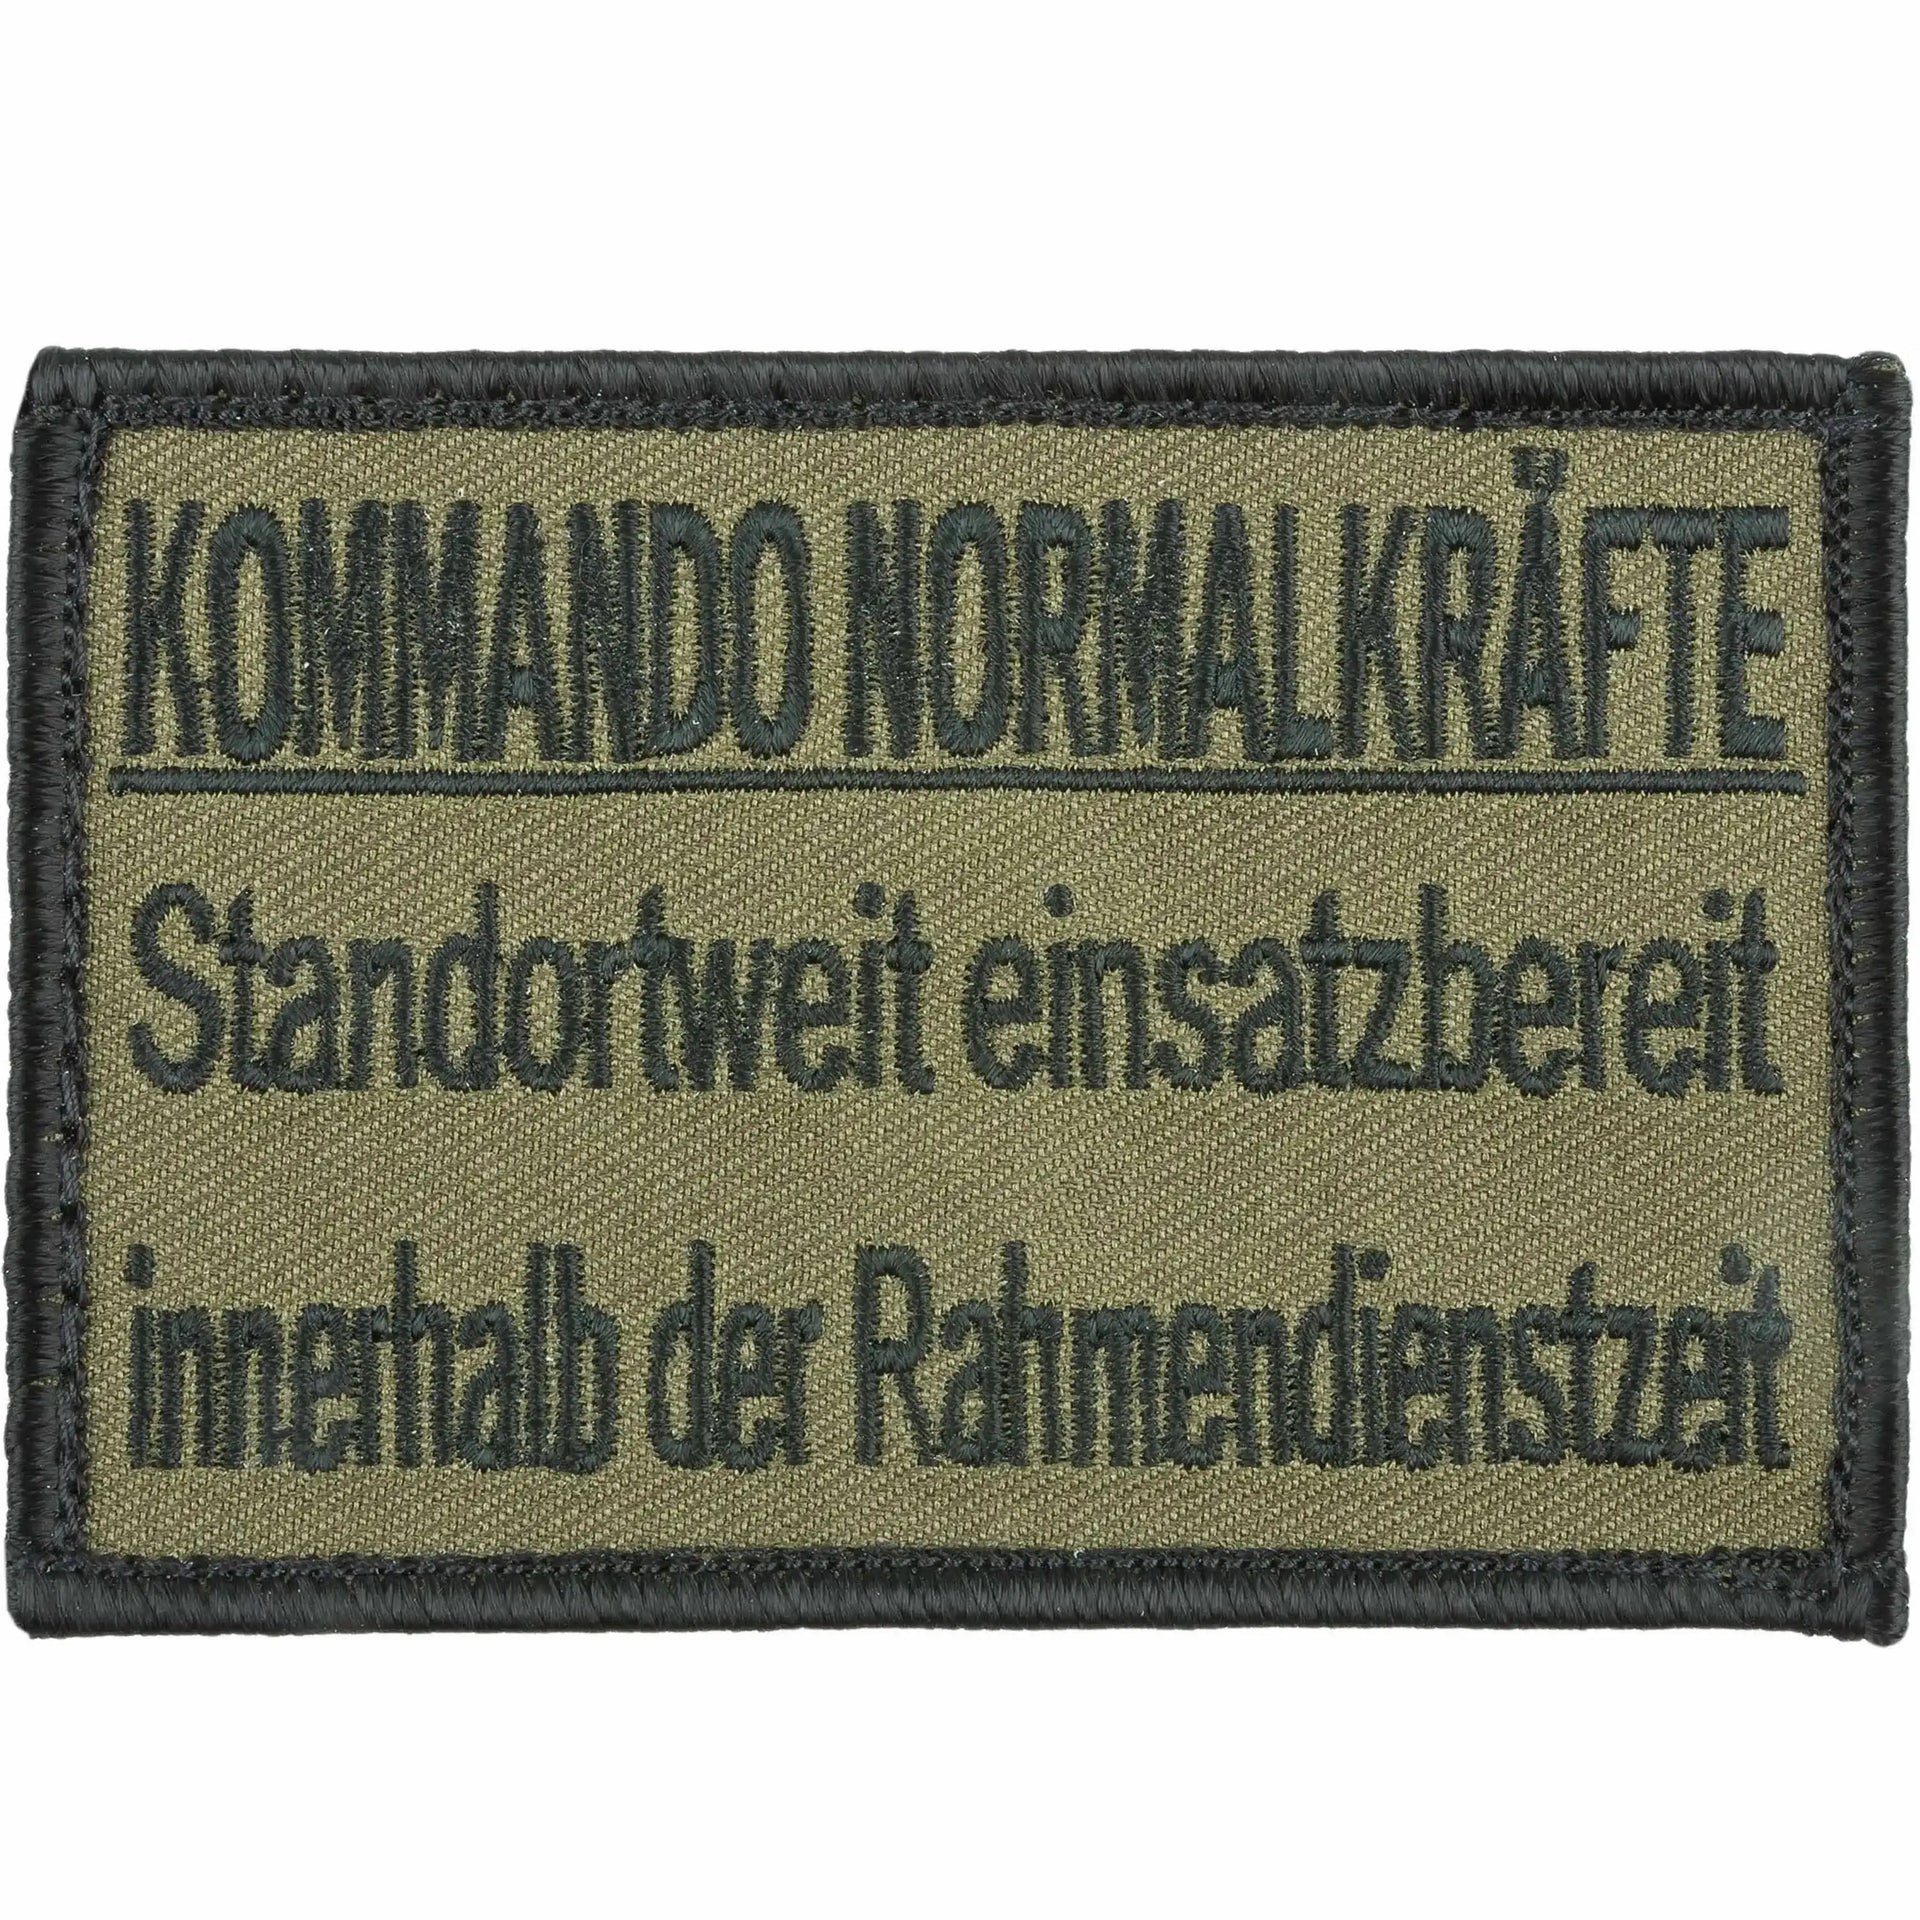 KOMMANDO NORMALKRÄFTE
Standortweit einsatzbereit
innerhalb der Rahmendienstzeit